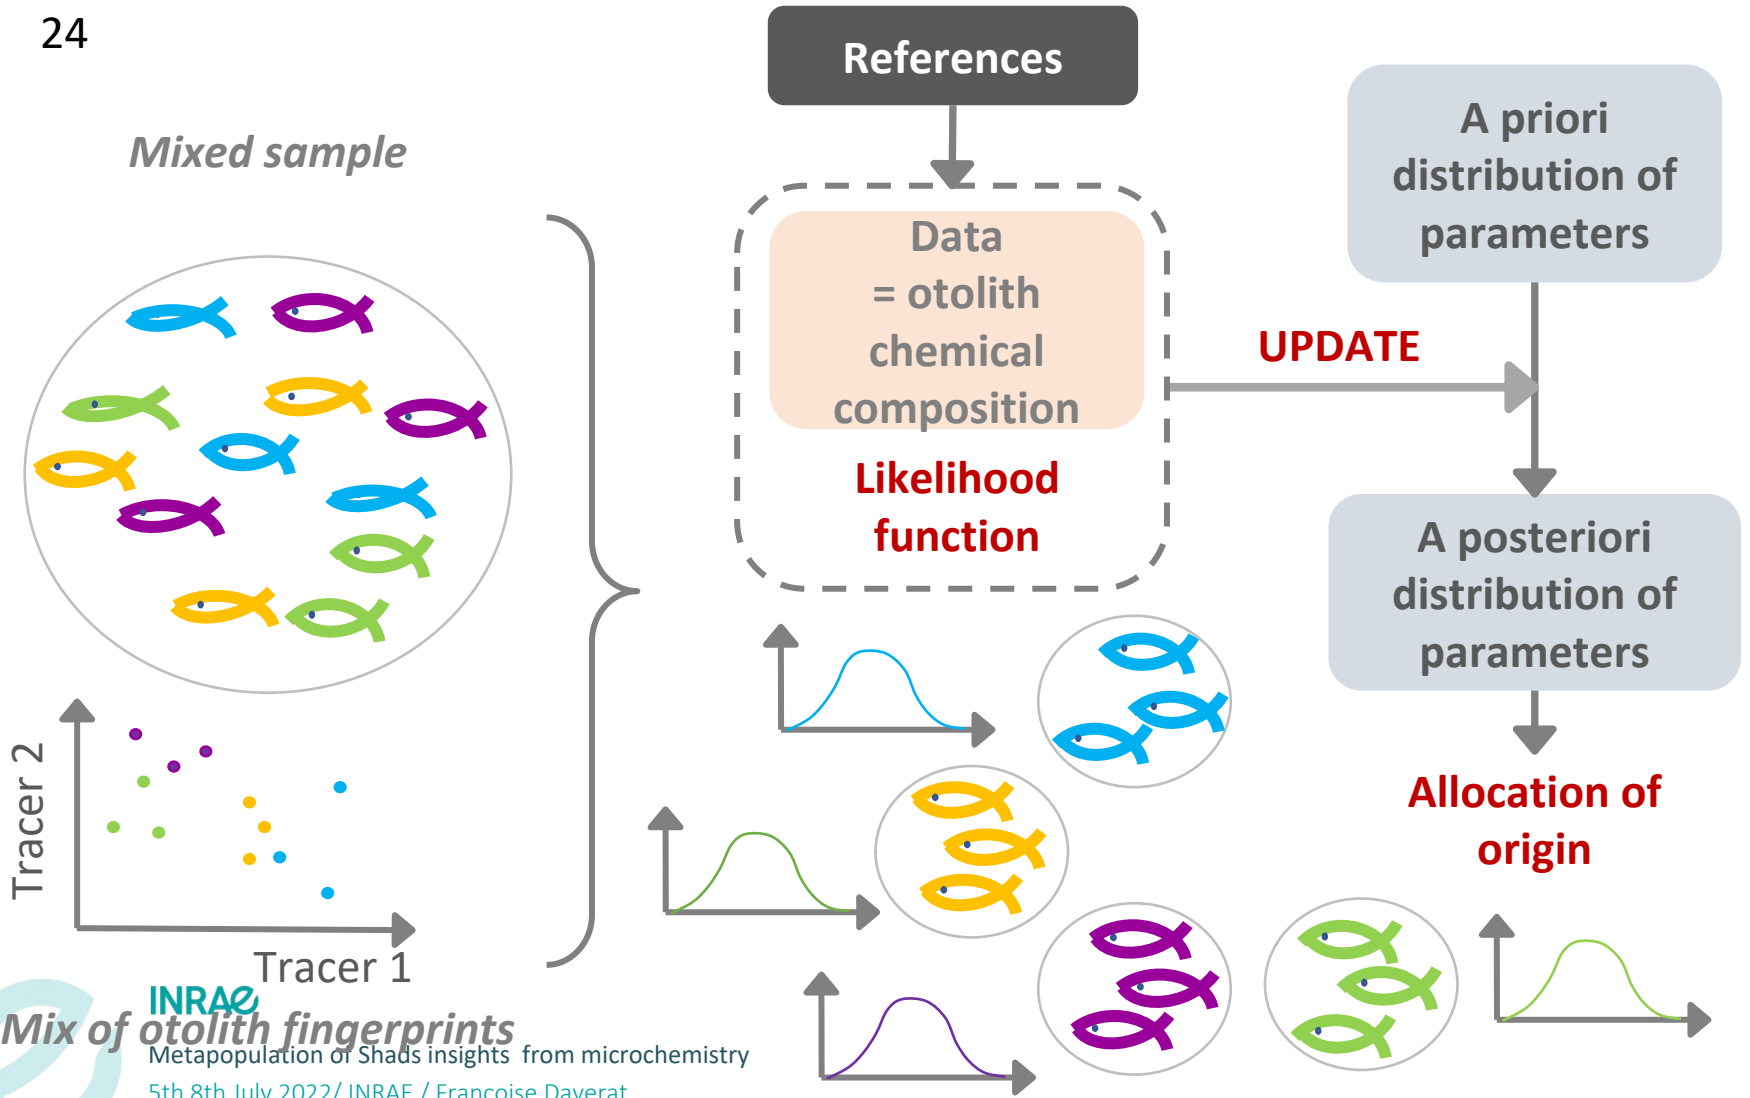 24
Mixed sample
References
Data
= otolith
chemical
composition
Likelihood
function
A priori
distribution of
parameters
UPDATE
A posteriori
distribution of
parameters
Allocation of
origin
Tracer 2
Tracer 1
INRAE
Mix of otolith fingerprints
Metapopulation of Shads insights from microchemistry
5th 8th July 2022/ INRAE / Françoise Daverat